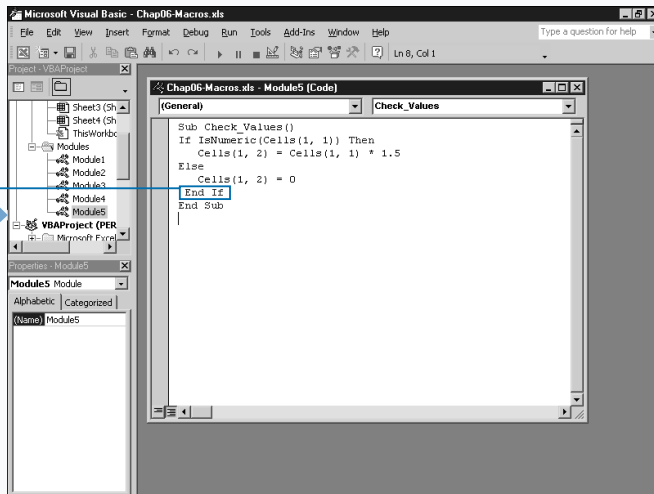 Microsoft Visual Basic - Chap06-Macros.xls
File Edit View Insert Format Debug Run Tools Add-Ins Window Help
Type a question for help
Ln 8, Col 1
Project - VBAProject
Sheet3 (Sh
Sheet4 (Sh
ThisWorkbo
Modules
Module1
Module2
Module3
Module4
Module5
VBAProject (PER
Microsoft Excel
Properties - Module5
Module5 Module
Alphabetic Categorized
(Name) Module5
Chap06-Macros.xls - Module5 (Code)
(General) Check_Values
Sub Check_Values()
If IsNumeric(Cells(1, 1)) Then
Cells(1, 2) = Cells(1, 1) * 1.5
Else
Cells(1, 2) = 0
End If
End Sub